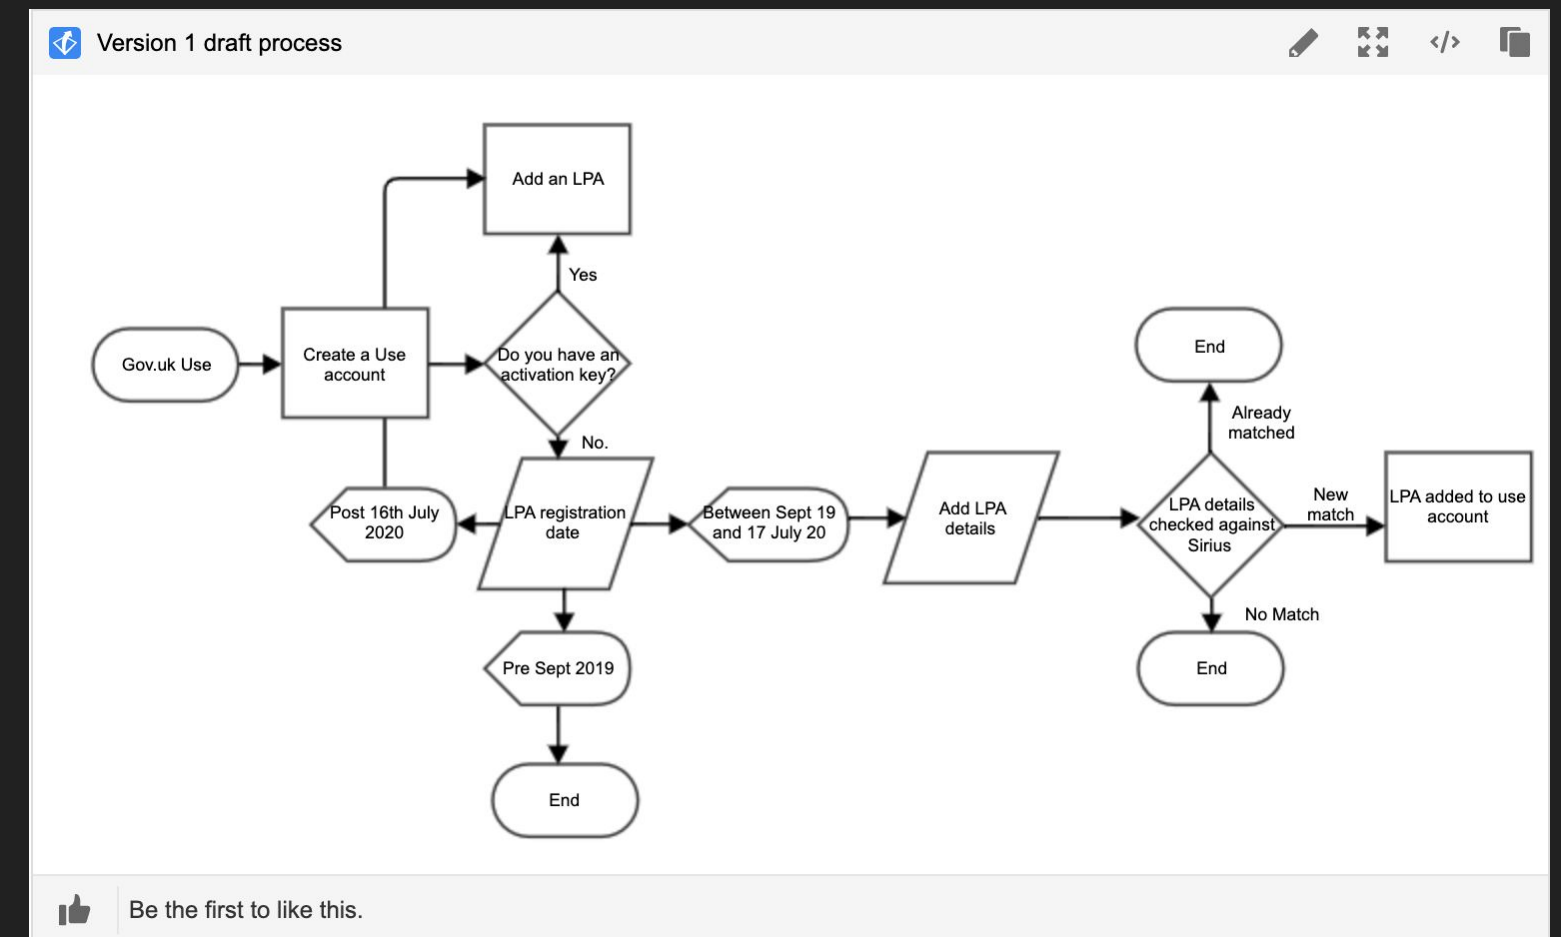 Version 1 draft process
Add an LPA
Yes
Gov.uk Use
Create a Use
account
Do you have an
activation key?
No.
End
Already
matched
Post 16th July
2020
LPA registration
date
Between Sept 19
and 17 July 20
Add LPA
details
LPA details
checked against
Sirius
New
match
LPA added to use
account
No Match
Pre Sept 2019
End
End
Be the first to like this.